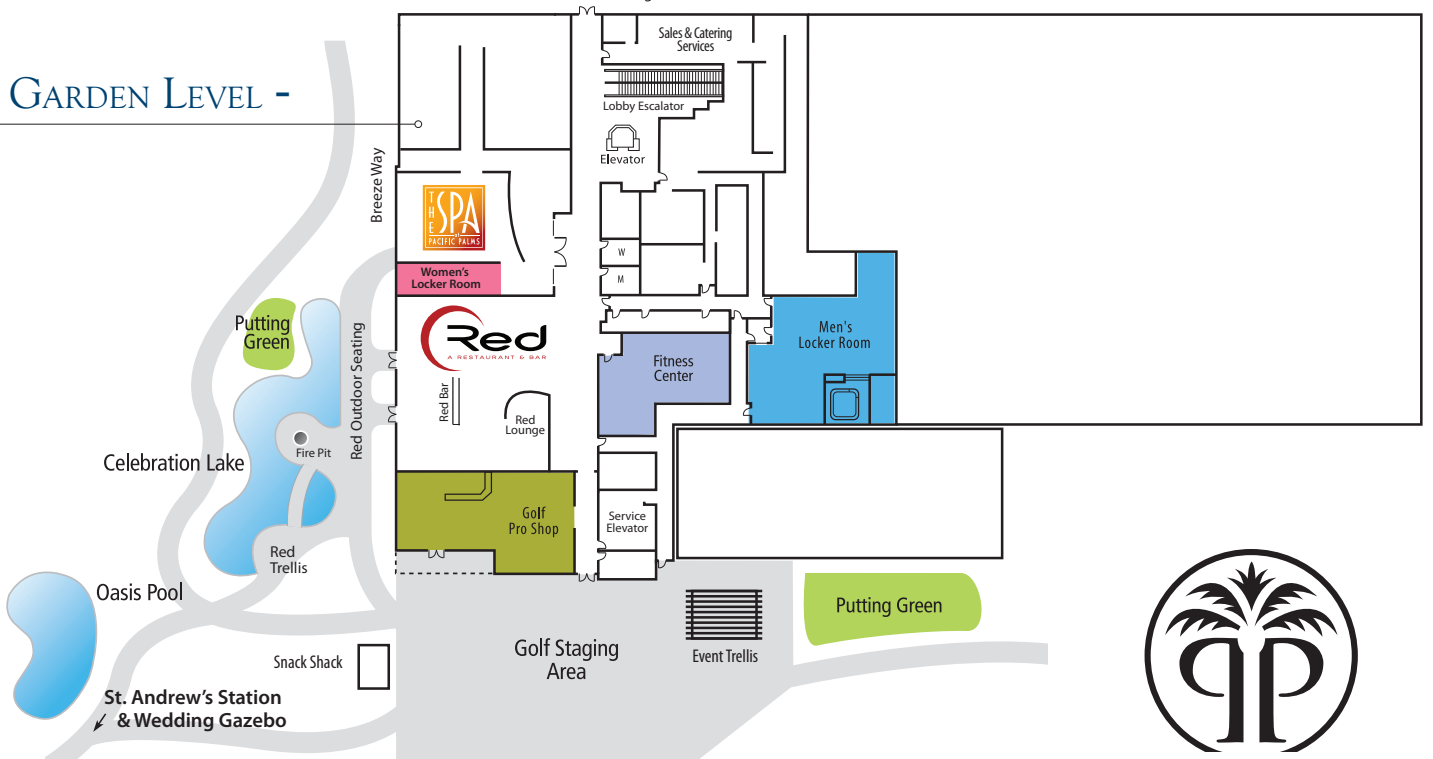 GARDEN LEVEL -
Sales & Catering
Services
Lobby Escalator
Elevator
Breeze Way
THE SPA
at
PACIFIC PALMS
Women's
Locker Room
W
M
Red
A RESTAURANT & BAR
Putting
Green
Red Outdoor Seating
Red Bar
Red
Lounge
Fitness
Center
Men's
Locker Room
Fire Pit
Celebration Lake
Golf
Pro Shop
Service
Elevator
Red
Trellis
Oasis Pool
Snack Shack
St. Andrew's Station
& Wedding Gazebo
Golf Staging
Area
Event Trellis
Putting Green